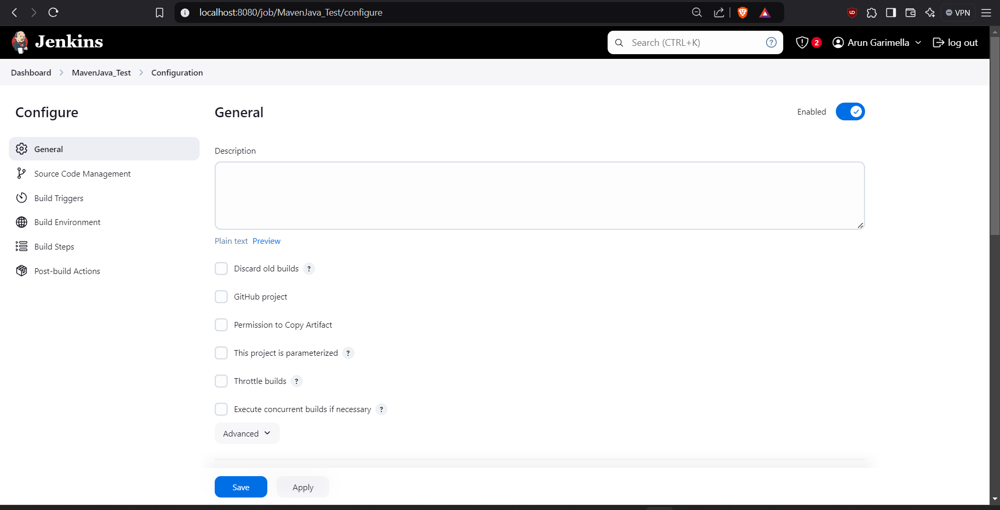 localhost:8080/job/MavenJava_Test/configure
VPN
Jenkins
Search (CTRL+K)
?
2
Arun Garimella
log out
Dashboard
MavenJava_Test
Configuration
Configure
General
Source Code Management
Build Triggers
Build Environment
Build Steps
Post-build Actions
General
Enabled
Description
Plain text Preview
Discard old builds ?
GitHub project
Permission to Copy Artifact
This project is parameterized ?
Throttle builds ?
Execute concurrent builds if necessary ?
Advanced
Save
Apply